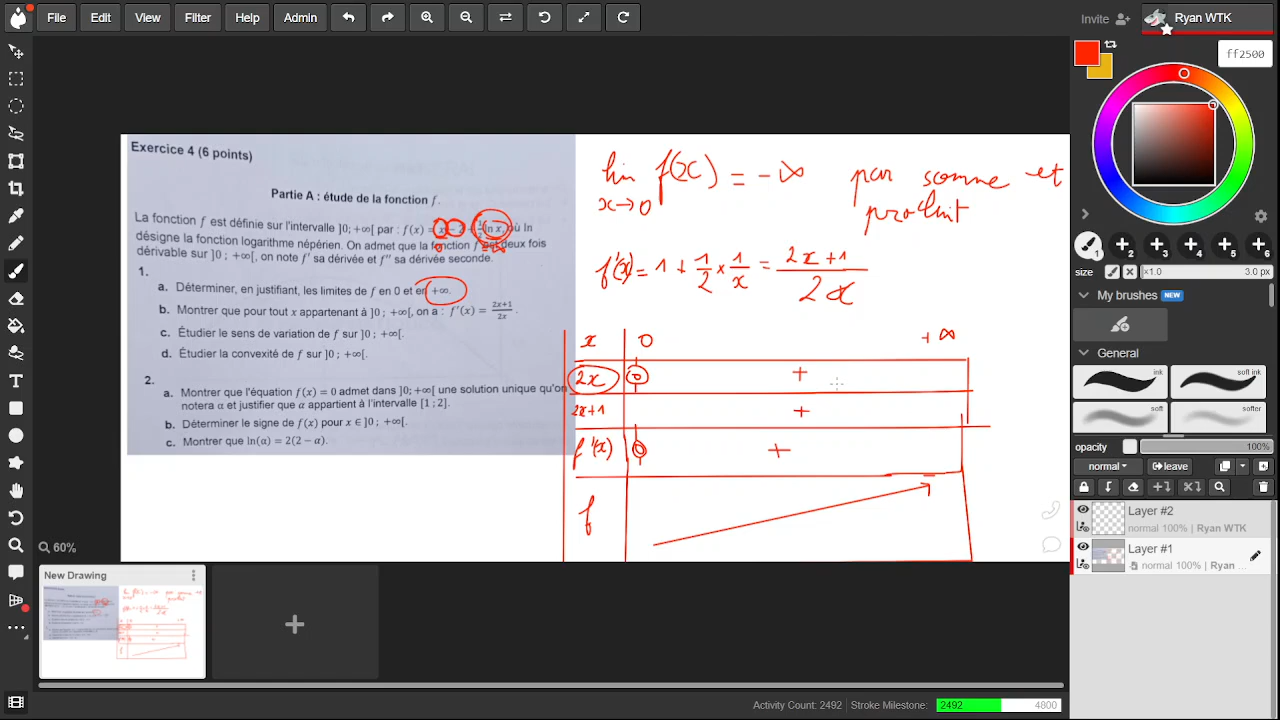 File Edit View Filter Help Admin
Invite Ryan WTK
ff2500
Exercice 4 (6 points)
Partie A : étude de la fonction f.
La fonction f est définie sur l'intervalle ]0; +∞[ par : f(x) = x − 2 + ½ ln x, où ln
désigne la fonction logarithme népérien. On admet que la fonction f est deux fois
dérivable sur ]0 ; +∞[, on note f' sa dérivée et f'' sa dérivée seconde.
1.
a. Déterminer, en justifiant, les limites de f en 0 et en +∞.
b. Montrer que pour tout x appartenant à ]0 ; +∞[, on a : f'(x) = (2x+1)/2x .
c. Étudier le sens de variation de f sur ]0 ; +∞[.
d. Étudier la convexité de f sur ]0 ; +∞[.
2.
a. Montrer que l'équation f(x) = 0 admet dans ]0; +∞[ une solution unique qu'on
notera α et justifier que α appartient à l'intervalle [1 ; 2].
b. Déterminer le signe de f(x) pour x ∈ ]0 ; +∞[.
c. Montrer que ln(α) = 2(2 − α).
lim f(x) = −∞ par somme et
x→0 produit
f'(x) = 1 + 1/2 × 1/x = (2x+1)/2x
x 0 +∞
2x 0 +
2x+1 +
f'(x) 0 +
f
1 2 3 4 5 6
x1.0 3.0 px
My brushes
General
ink soft ink
soft softer
opacity 100%
normal leave
Layer #2
normal 100% | Ryan WTK
Layer #1
normal 100% | Ryan ...
60%
New Drawing
Activity Count: 2492 Stroke Milestone: 2492 4800